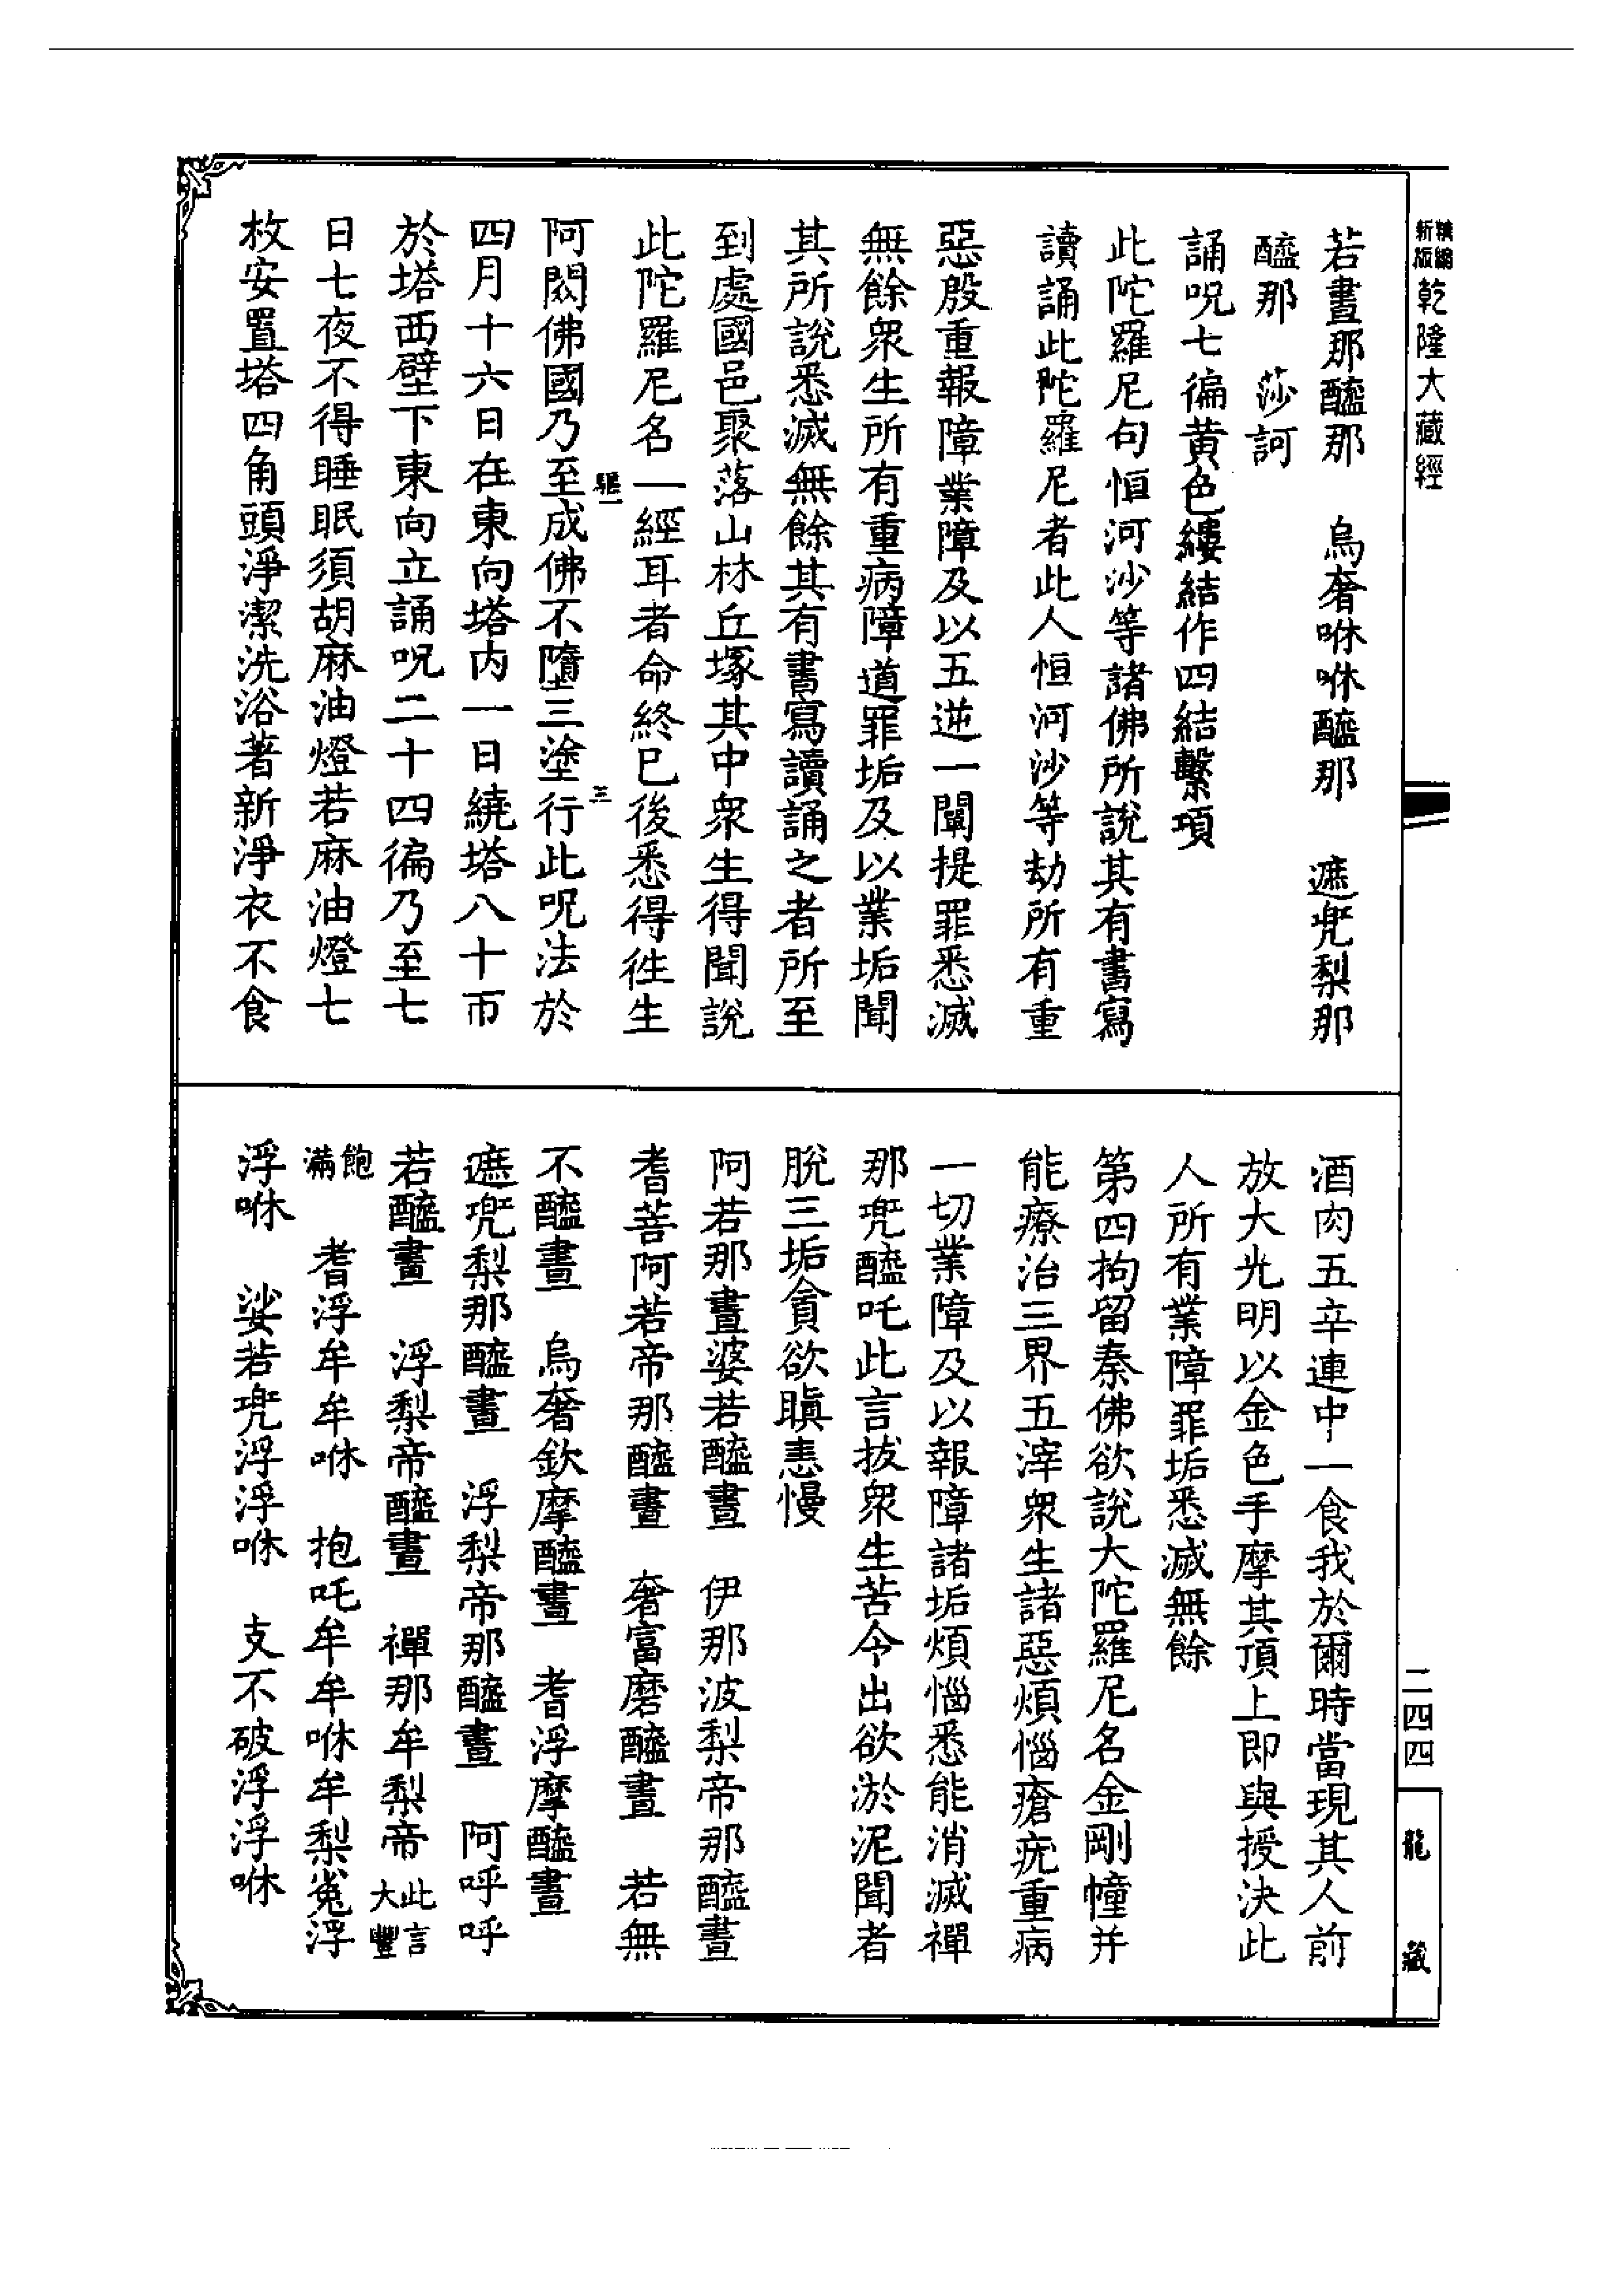 精編
新版
乾隆大藏經
若晝那醯那　烏奢咻咻醯那　遮兜梨那
醯那　莎訶
誦呪七徧黃色縷結作四結繫項
此陀羅尼句恒河沙等諸佛所說其有書寫
讀誦此陀羅尼者此人恒河沙等劫所有重
惡殷重報障業障及以五逆一闡提罪悉滅
無餘衆生所有重病障道罪垢及以業垢聞
其所說悉滅無餘其有書寫讀誦之者所至
到處國邑聚落山林丘塚其中衆生得聞說
此陀羅尼名一經耳者命終已後悉得徃生
驅一　三
阿閦佛國乃至成佛不墮三塗行此呪法於
四月十六日在東向塔内一日繞塔八十帀
於塔西壁下東向立誦呪二十四徧乃至七
日七夜不得睡眠須胡麻油燈若麻油燈七
枚安置塔四角頭淨潔洗浴著新淨衣不食
酒肉五辛連中一食我於爾時當現其人前
放大光明以金色手摩其頂上即與授決此
人所有業障罪垢悉滅無餘
第四拘留秦佛欲說大陀羅尼名金剛幢并
能療治三界五滓衆生諸惡煩惱瘡疣重病
一切業障及以報障諸垢煩惱悉能消滅禪
那兜醯吒此言拔衆生苦令出欲淤泥聞者
脫三垢貪欲瞋恚慢
阿若那晝婆若醯晝　伊那波梨帝那醯晝
耆菩阿若帝那醯晝　奢富磨醯晝　若無
不醯晝　烏奢欽摩醯晝　耆浮摩醯晝
遮兜梨那醯晝　浮梨帝那醯晝　阿呼呼
若醯晝　浮梨帝醯晝　禪那牟梨帝此言大豐
飽滿　耆浮牟牟咻　抱吒牟牟咻牟梨㝹浮
浮咻　娑若兜浮浮咻　支不破浮浮咻
二四四
龍藏